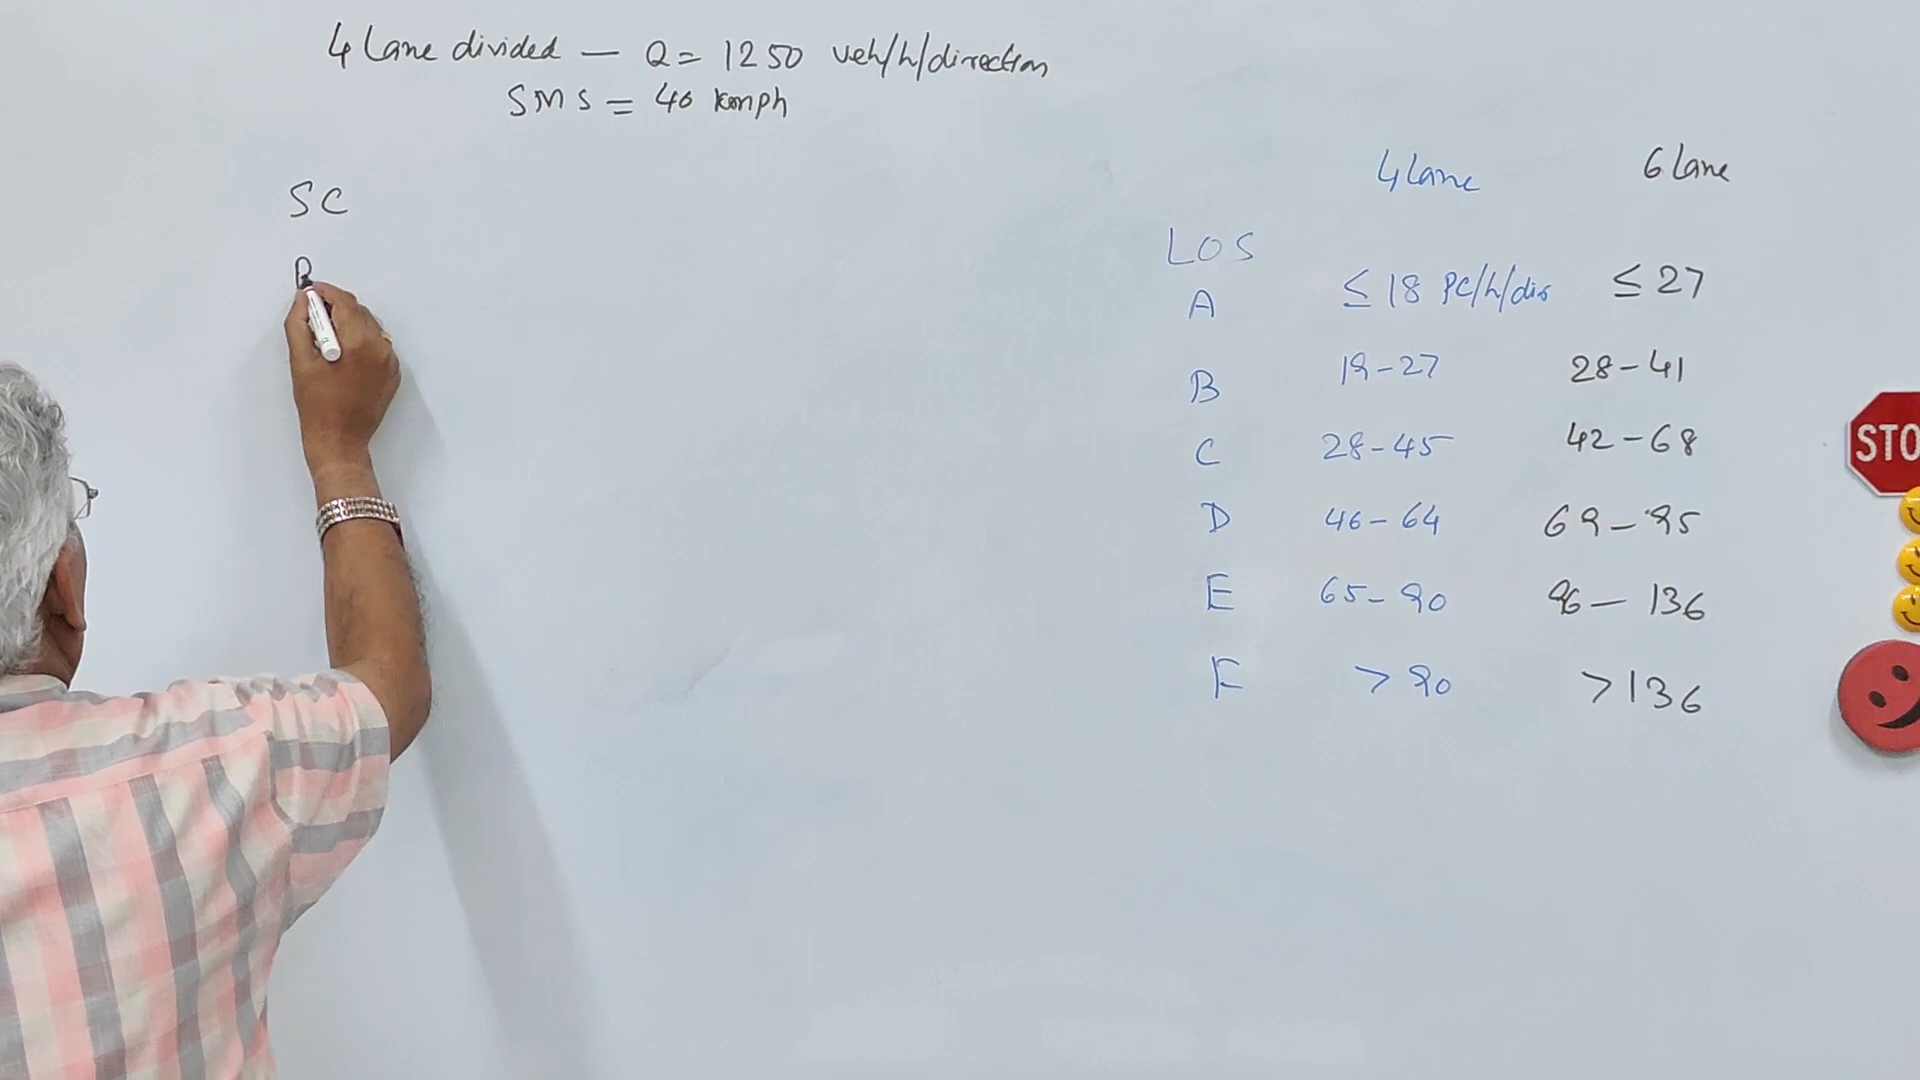 4 Lane divided — Q = 1250 veh/h/direction
SMS = 40 kmph
SC
P
4 Lane 6 Lane
LOS
A ≤ 18 PC/h/dir ≤ 27
B 19-27 28-41
C 28-45 42-68
D 46-64 69-95
E 65-90 96-136
F >90 >136
STO